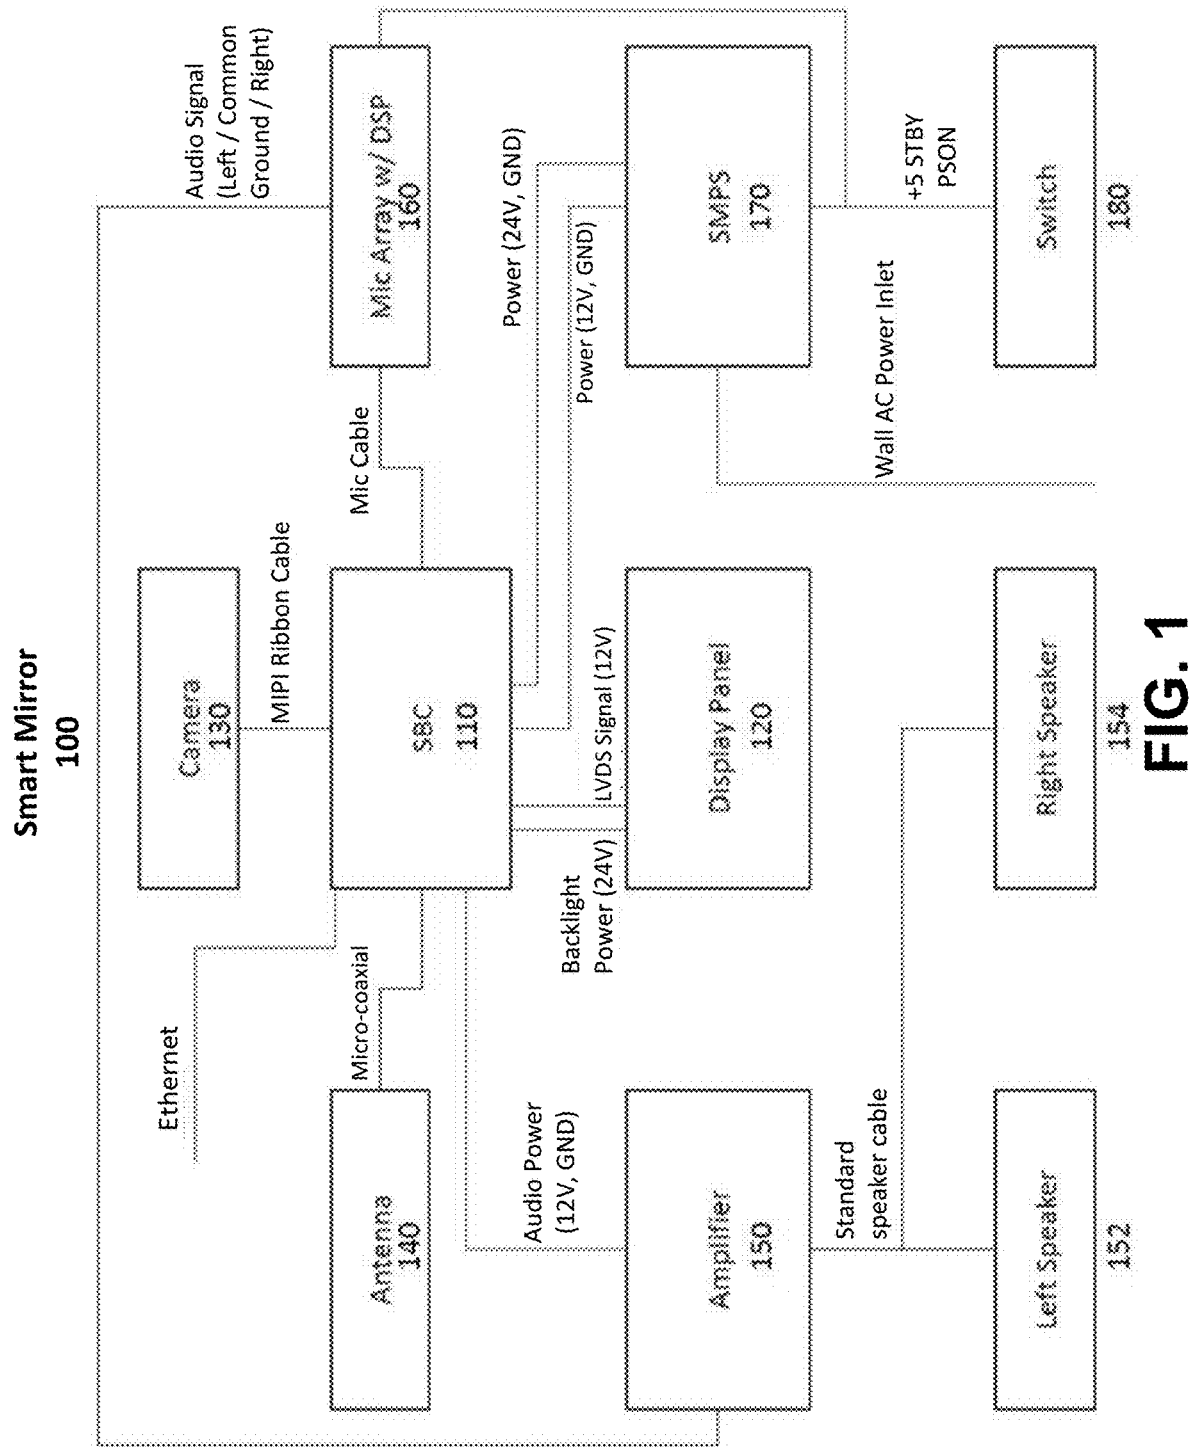 Smart Mirror
100
Audio Signal
(Left / Common
Ground / Right)
Ethernet
Camera
130
MIPI Ribbon Cable
Antenna
140
Micro-coaxial
SBC
110
Mic Cable
Mic Array w/ DSP
160
Audio Power
(12V, GND)
Backlight
Power (24V)
LVDS Signal (12V)
Power (24V, GND)
Power (12V, GND)
Amplifier
150
Display Panel
120
SMPS
170
Standard
speaker cable
Wall AC Power Inlet
+5 STBY
PSON
Left Speaker
152
Right Speaker
154
Switch
180
FIG. 1